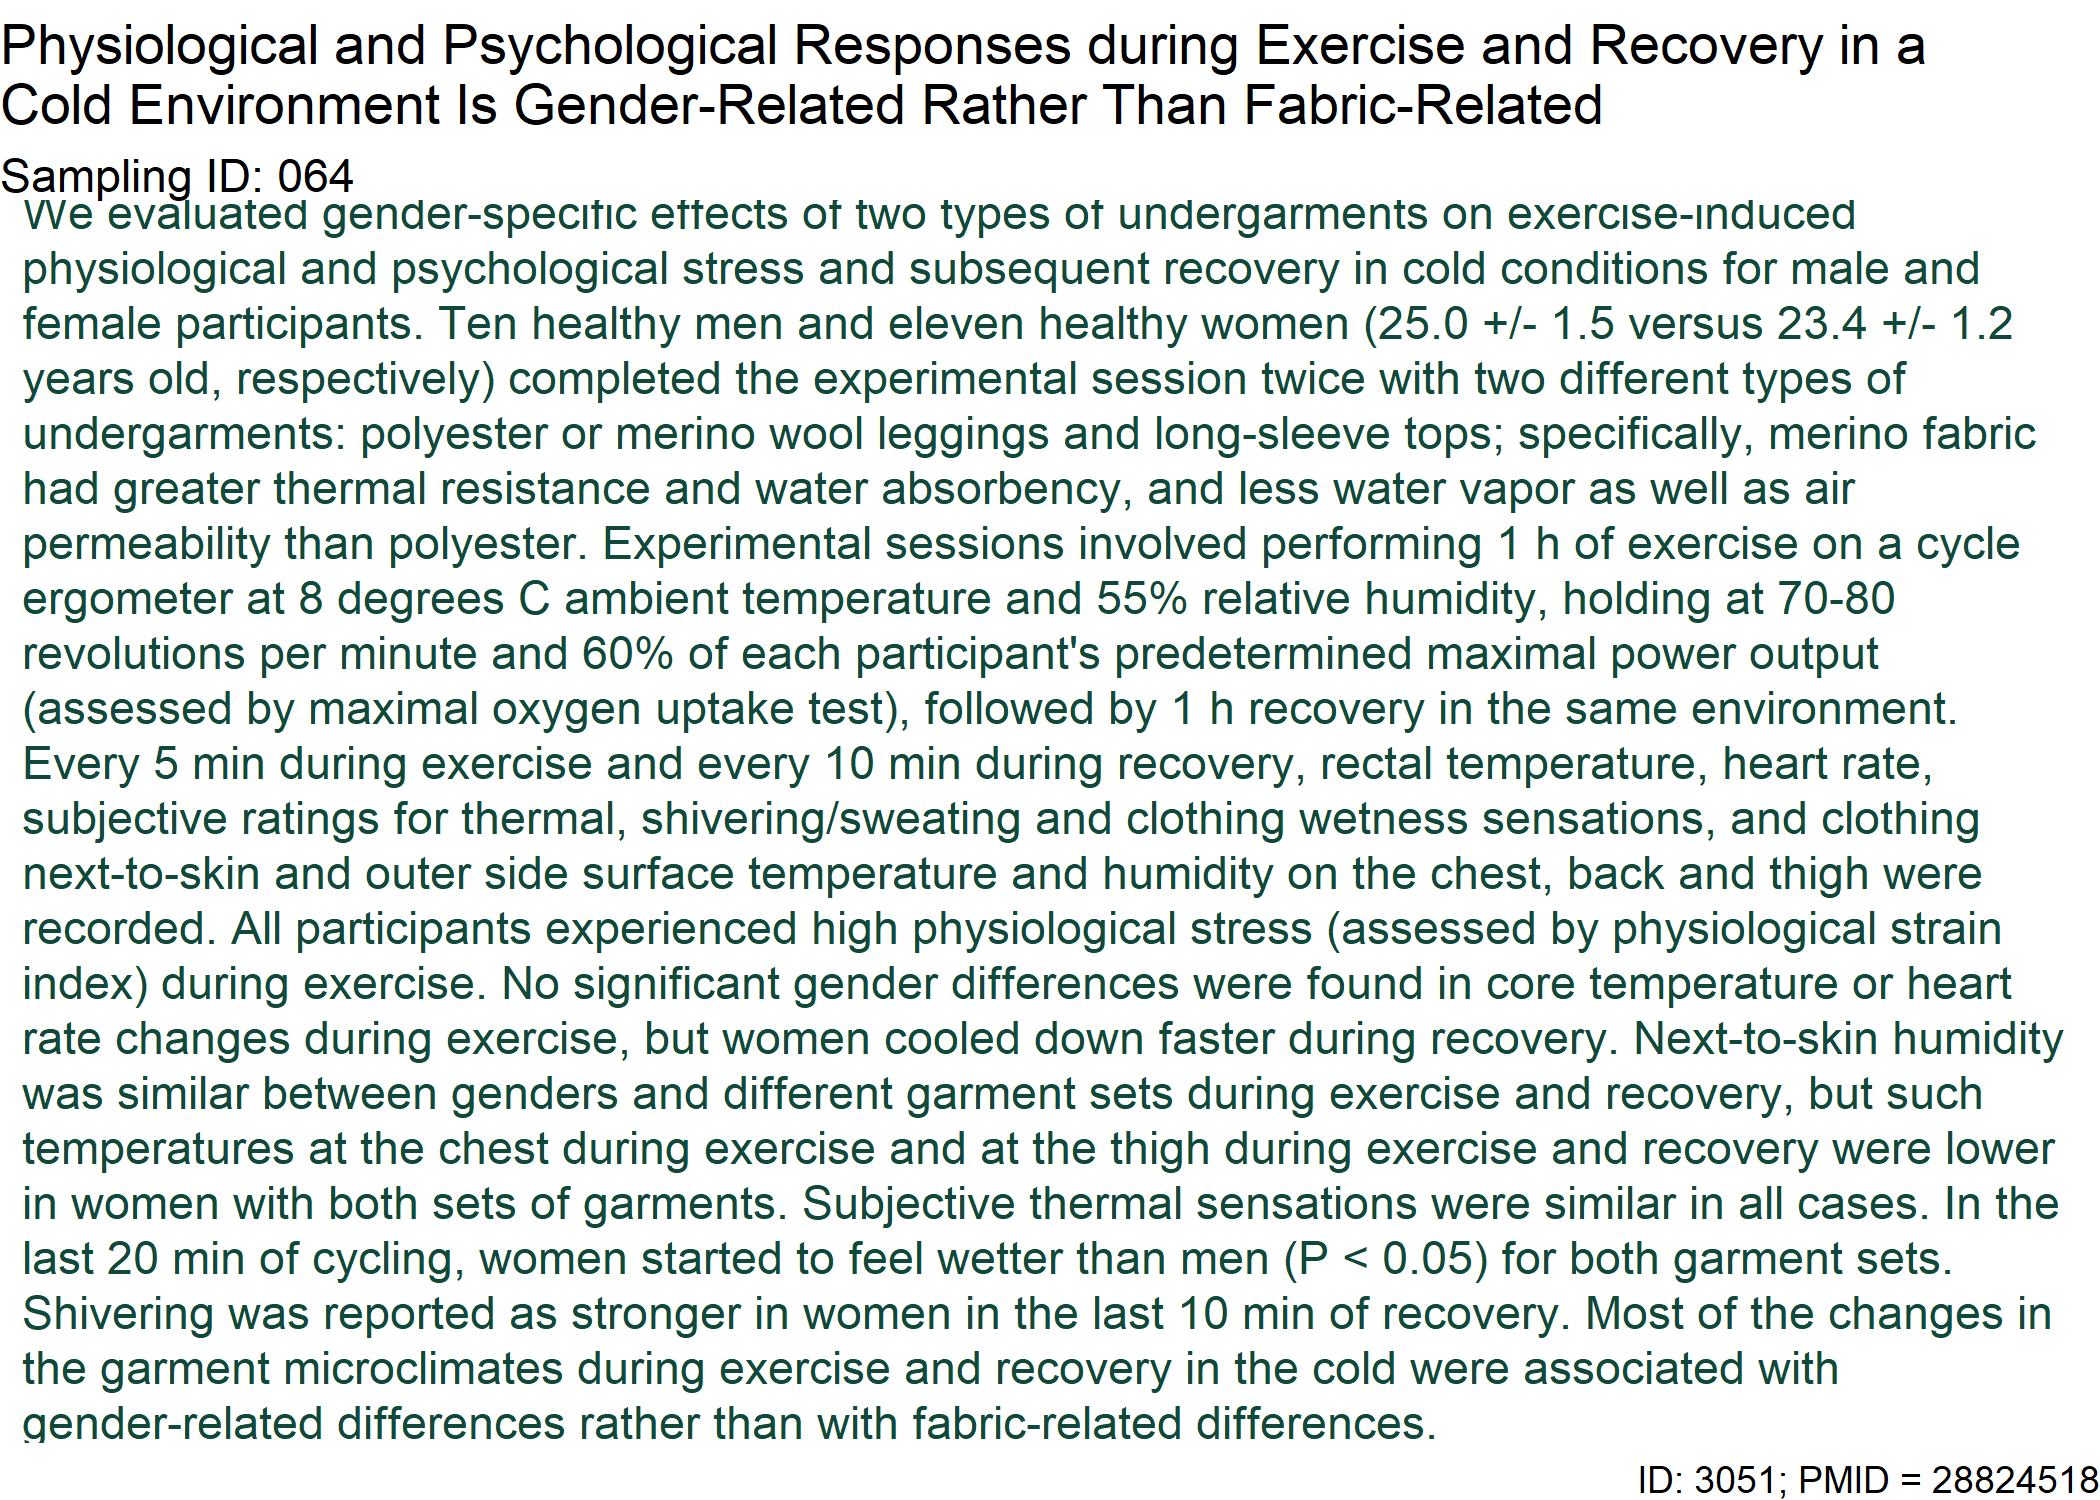 Physiological and Psychological Responses during Exercise and Recovery in a
Cold Environment Is Gender-Related Rather Than Fabric-Related
Sampling ID: 064
We evaluated gender-specific effects of two types of undergarments on exercise-induced
physiological and psychological stress and subsequent recovery in cold conditions for male and
female participants. Ten healthy men and eleven healthy women (25.0 +/- 1.5 versus 23.4 +/- 1.2
years old, respectively) completed the experimental session twice with two different types of
undergarments: polyester or merino wool leggings and long-sleeve tops; specifically, merino fabric
had greater thermal resistance and water absorbency, and less water vapor as well as air
permeability than polyester. Experimental sessions involved performing 1 h of exercise on a cycle
ergometer at 8 degrees C ambient temperature and 55% relative humidity, holding at 70-80
revolutions per minute and 60% of each participant's predetermined maximal power output
(assessed by maximal oxygen uptake test), followed by 1 h recovery in the same environment.
Every 5 min during exercise and every 10 min during recovery, rectal temperature, heart rate,
subjective ratings for thermal, shivering/sweating and clothing wetness sensations, and clothing
next-to-skin and outer side surface temperature and humidity on the chest, back and thigh were
recorded. All participants experienced high physiological stress (assessed by physiological strain
index) during exercise. No significant gender differences were found in core temperature or heart
rate changes during exercise, but women cooled down faster during recovery. Next-to-skin humidity
was similar between genders and different garment sets during exercise and recovery, but such
temperatures at the chest during exercise and at the thigh during exercise and recovery were lower
in women with both sets of garments. Subjective thermal sensations were similar in all cases. In the
last 20 min of cycling, women started to feel wetter than men (P < 0.05) for both garment sets.
Shivering was reported as stronger in women in the last 10 min of recovery. Most of the changes in
the garment microclimates during exercise and recovery in the cold were associated with
gender-related differences rather than with fabric-related differences.
ID: 3051; PMID = 28824518